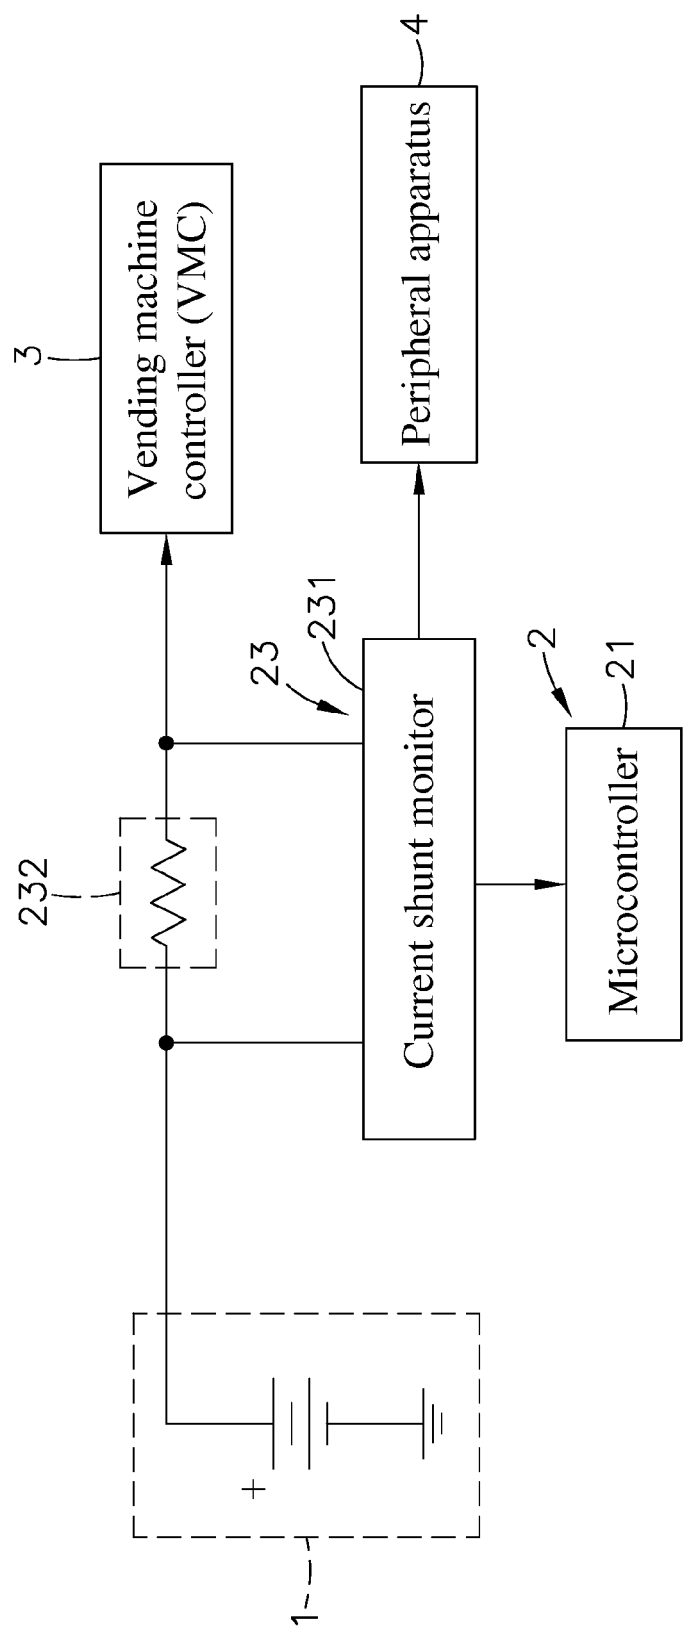 3
Vending machine
controller (VMC)
4
Peripheral apparatus
232
23
231
Current shunt monitor
2
21
Microcontroller
1
+